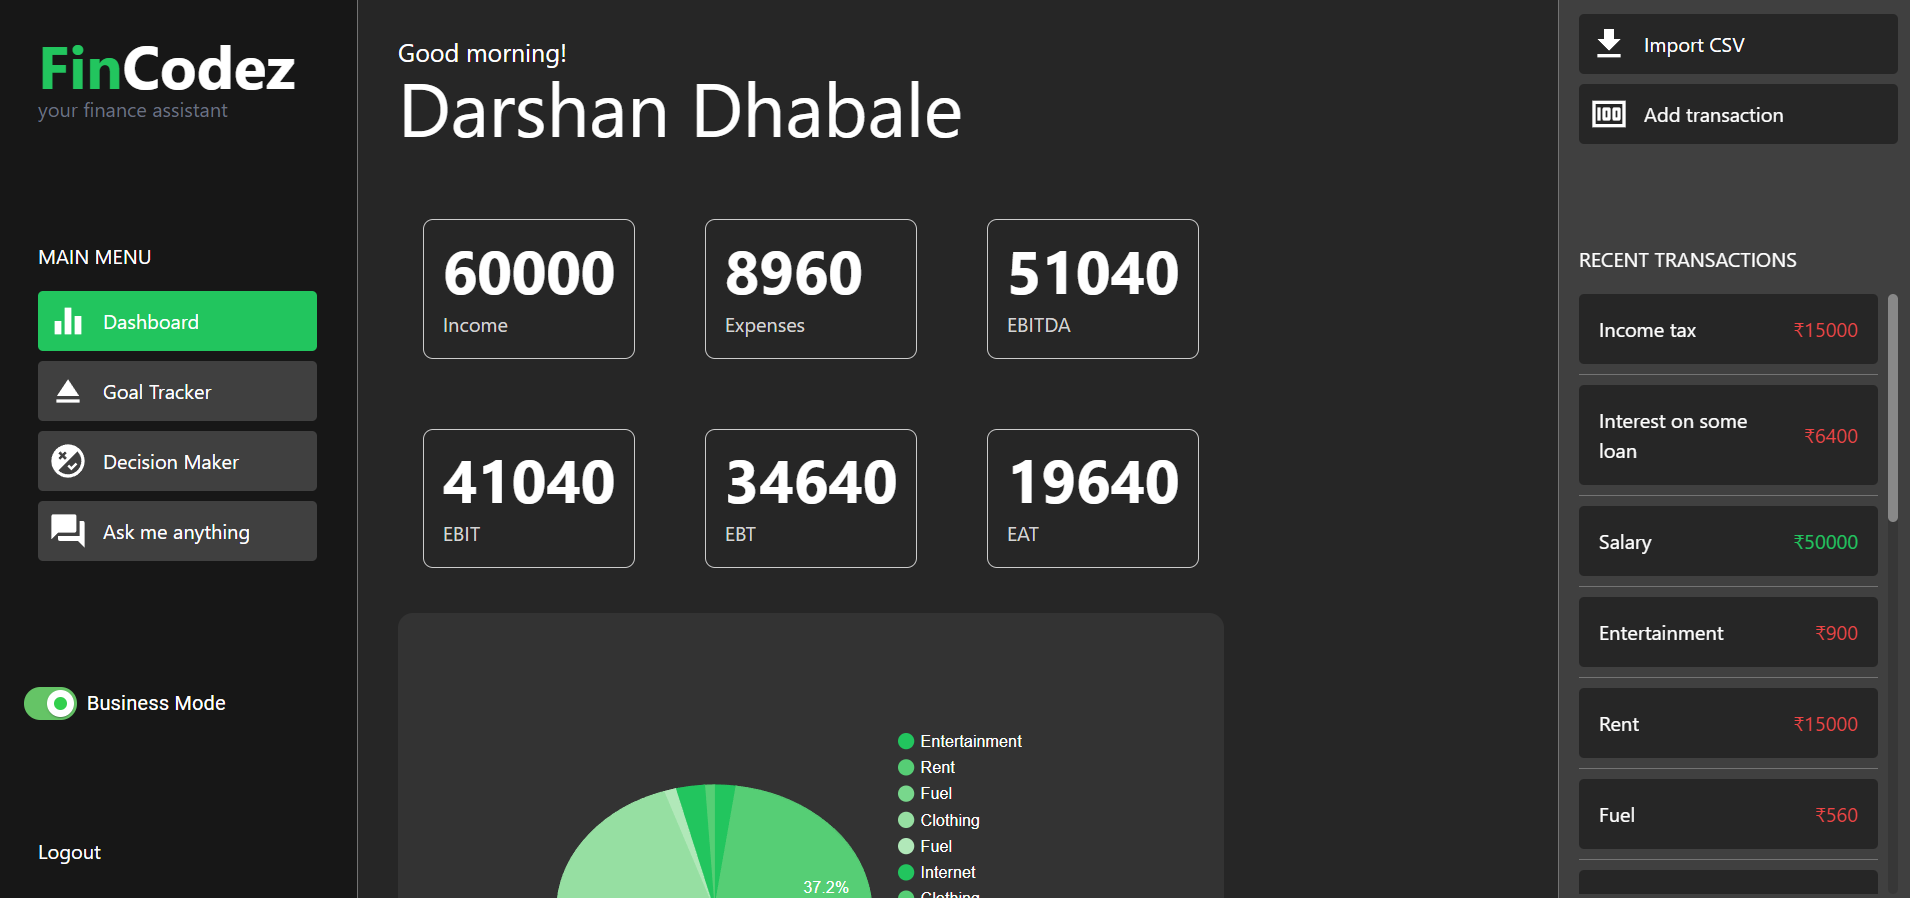 FinCodez
your finance assistant
MAIN MENU
Dashboard
Goal Tracker
Decision Maker
Ask me anything
Business Mode
Logout
Good morning!
Darshan Dhabale
60000
Income
8960
Expenses
51040
EBITDA
41040
EBIT
34640
EBT
19640
EAT
37.2%
Entertainment
Rent
Fuel
Clothing
Fuel
Internet
Clothing
Import CSV
100
Add transaction
RECENT TRANSACTIONS
Income tax ₹15000
Interest on some
loan ₹6400
Salary ₹50000
Entertainment ₹900
Rent ₹15000
Fuel ₹560